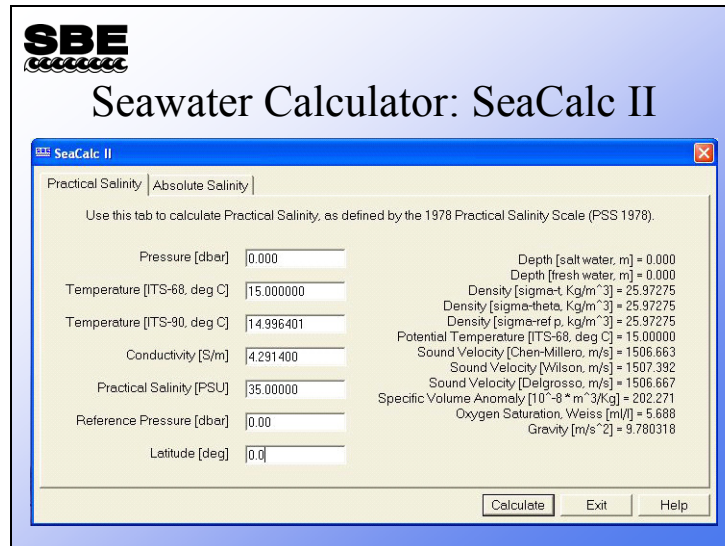 SBE
Seawater Calculator: SeaCalc II
SeaCalc II
Practical Salinity Absolute Salinity
Use this tab to calculate Practical Salinity, as defined by the 1978 Practical Salinity Scale (PSS 1978).
Pressure [dbar] 0.000
Temperature [ITS-68, deg C] 15.000000
Temperature [ITS-90, deg C] 14.996401
Conductivity [S/m] 4.291400
Practical Salinity [PSU] 35.00000
Reference Pressure [dbar] 0.00
Latitude [deg] 0.0
Depth [salt water, m] = 0.000
Depth [fresh water, m] = 0.000
Density [sigma-t, Kg/m^3] = 25.97275
Density [sigma-theta, Kg/m^3] = 25.97275
Density [sigma-ref p, kg/m^3] = 25.97275
Potential Temperature [ITS-68, deg C] = 15.00000
Sound Velocity [Chen-Millero, m/s] = 1506.663
Sound Velocity [Wilson, m/s] = 1507.392
Sound Velocity [Delgrosso, m/s] = 1506.667
Specific Volume Anomaly [10^-8 * m^3/Kg] = 202.271
Oxygen Saturation, Weiss [ml/l] = 5.688
Gravity [m/s^2] = 9.780318
Calculate Exit Help